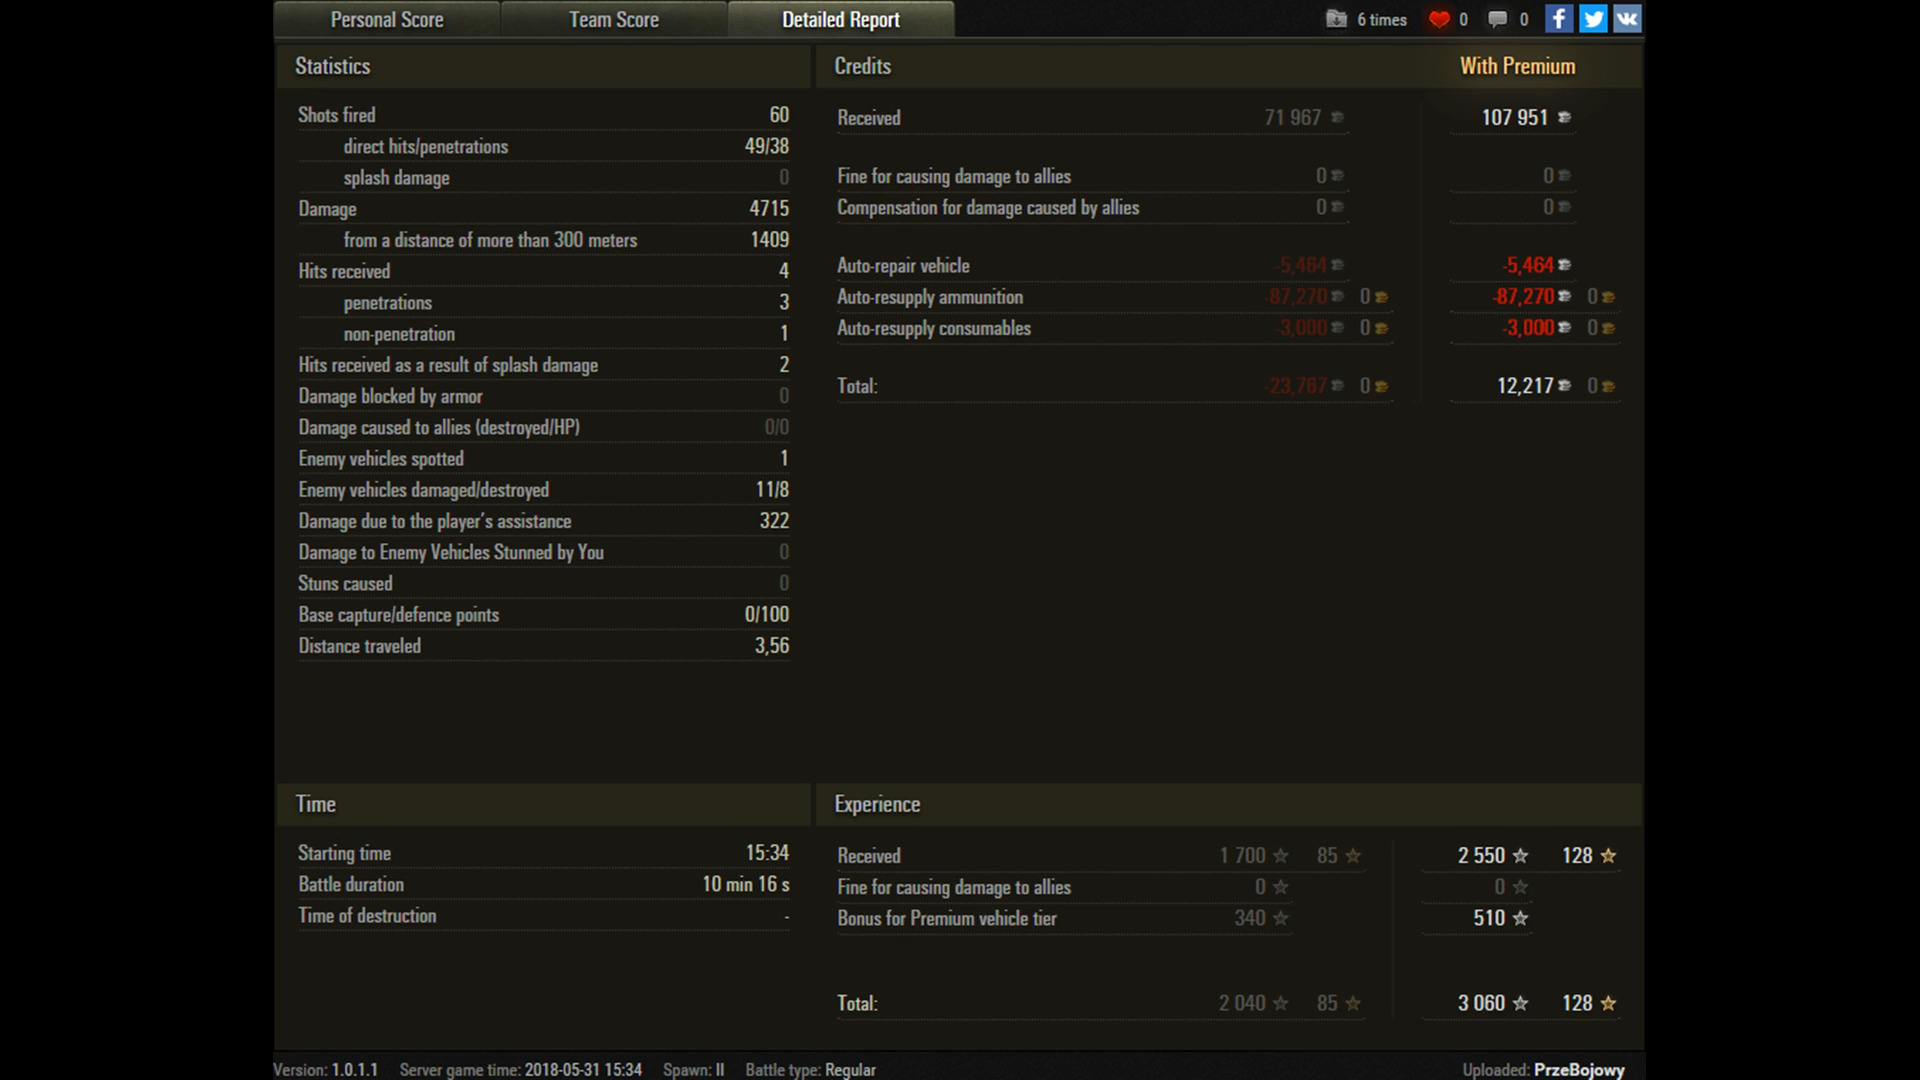 Personal Score Team Score Detailed Report 6 times 0 0
Statistics
Shots fired 60
direct hits/penetrations 49/38
splash damage 0
Damage 4715
from a distance of more than 300 meters 1409
Hits received 4
penetrations 3
non-penetration 1
Hits received as a result of splash damage 2
Damage blocked by armor 0
Damage caused to allies (destroyed/HP) 0/0
Enemy vehicles spotted 1
Enemy vehicles damaged/destroyed 11/8
Damage due to the player's assistance 322
Damage to Enemy Vehicles Stunned by You 0
Stuns caused 0
Base capture/defence points 0/100
Distance traveled 3,56
Credits With Premium
Received 71 967 107 951
Fine for causing damage to allies 0 0
Compensation for damage caused by allies 0 0
Auto-repair vehicle -5,464 -5,464
Auto-resupply ammunition -87,270 0 -87,270 0
Auto-resupply consumables -3,000 0 -3,000 0
Total: -23,767 0 12,217 0
Time
Starting time 15:34
Battle duration 10 min 16 s
Time of destruction -
Experience
Received 1 700 85 2 550 128
Fine for causing damage to allies 0 0
Bonus for Premium vehicle tier 340 510
Total: 2 040 85 3 060 128
Version: 1.0.1.1 Server game time: 2018-05-31 15:34 Spawn: II Battle type: Regular Uploaded: PrzeBojowy